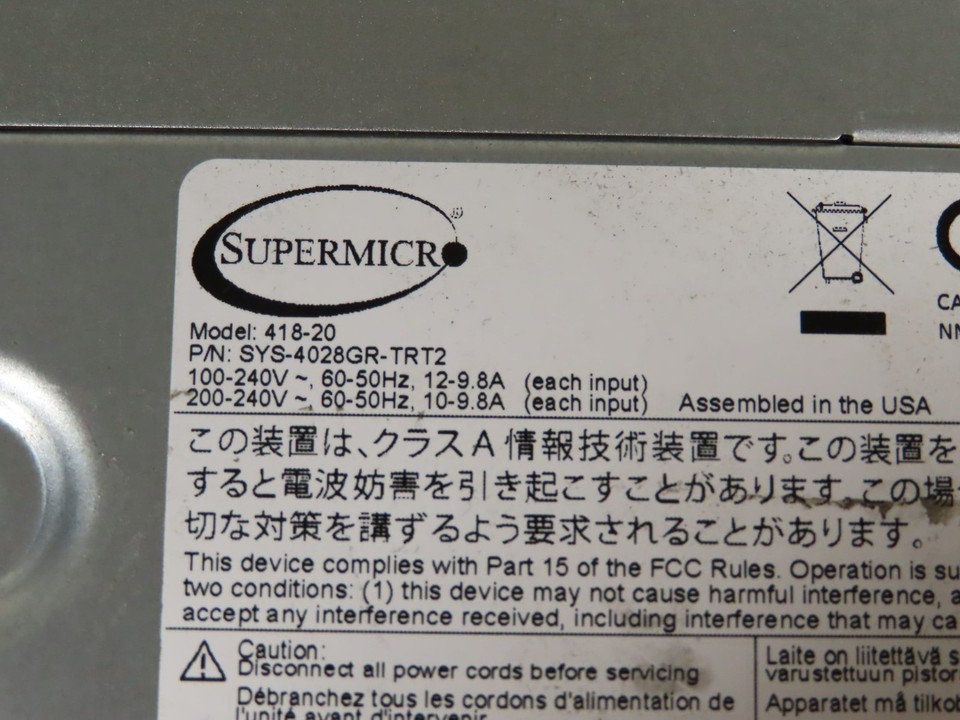 SUPERMICRO
Model: 418-20
P/N: SYS-4028GR-TRT2
100-240V ~, 60-50Hz, 12-9.8A (each input)
200-240V ~, 60-50Hz, 10-9.8A (each input) Assembled in the USA
この装置は、クラスA 情報技術装置です。この装置を
すると電波妨害を引き起こすことがあります。この場
切な対策を講ずるよう要求されることがあります。
This device complies with Part 15 of the FCC Rules. Operation is su
two conditions: (1) this device may not cause harmful interference, a
accept any interference received, including interference that may ca
Caution:
Disconnect all power cords before servicing
Débranchez tous les cordons d'alimentation de
l'unité avant d'intervenir
Laite on liitettävä s
varustettuun pistor
Apparatet må tilkob
CA
NM